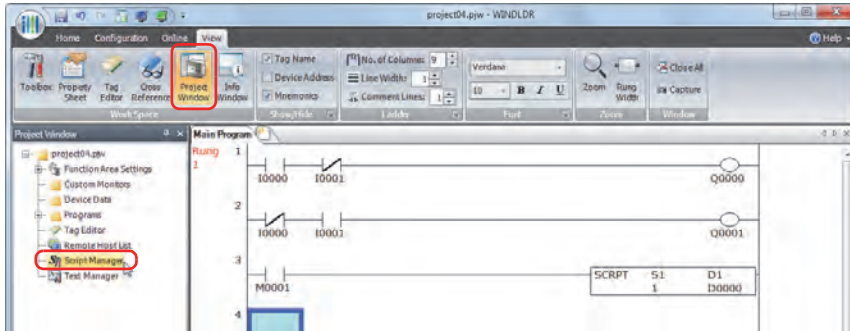 project04.pjw - WINDLDR
Home Configuration Online View Help
Tag Name No. of Columns: 9 Verdana Close All
Device Address Line Width: 1
Mnemonics Comment Lines: 1 10 B I U Capture
Toolbox Property Sheet Tag Editor Cross Reference Project Window Info Window Zoom Rung Width
Work Space Show/Hide Ladder Font Zoom Window
Project Window
Main Program
project04.pjw
Function Area Settings
Custom Monitors
Device Data
Programs
Tag Editor
Remote Host List
Script Manager
Text Manager
Rung 1
1
I0000 I0001 Q0000
2
I0000 I0001 Q0001
3
SCRPT S1 D1
M0001 1 D0000
4